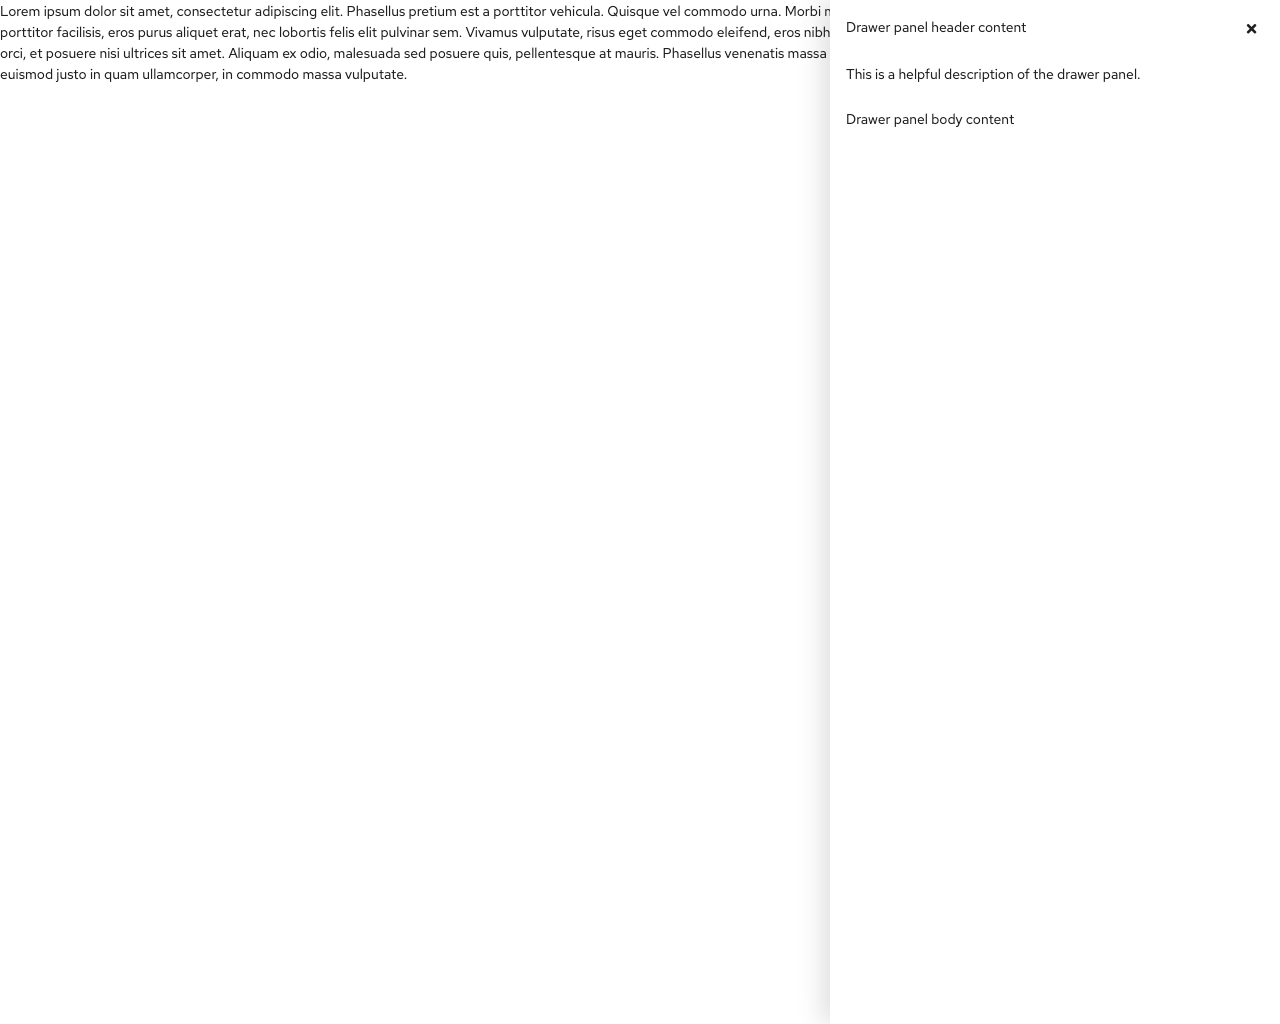 Lorem ipsum dolor sit amet, consectetur adipiscing elit. Phasellus pretium est a porttitor vehicula. Quisque vel commodo urna. Morbi
porttitor facilisis, eros purus aliquet erat, nec lobortis felis elit pulvinar sem. Vivamus vulputate, risus eget commodo eleifend, eros nibh
orci, et posuere nisi ultrices sit amet. Aliquam ex odio, malesuada sed posuere quis, pellentesque at mauris. Phasellus venenatis massa
euismod justo in quam ullamcorper, in commodo massa vulputate.
Drawer panel header content
This is a helpful description of the drawer panel.
Drawer panel body content